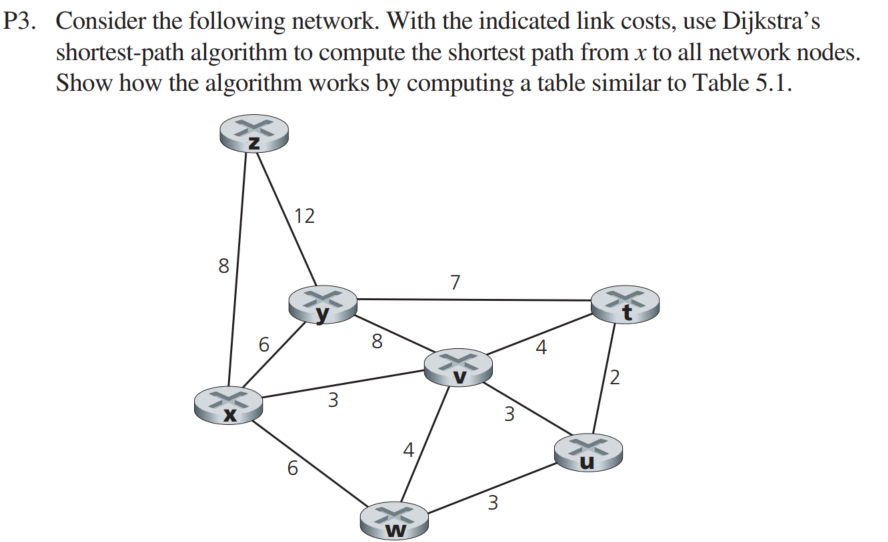 P3. Consider the following network. With the indicated link costs, use Dijkstra’s
shortest-path algorithm to compute the shortest path from x to all network nodes.
Show how the algorithm works by computing a table similar to Table 5.1.
z
12
8
7
y
t
6
8
4
v
2
x
3
3
4
u
6
3
w